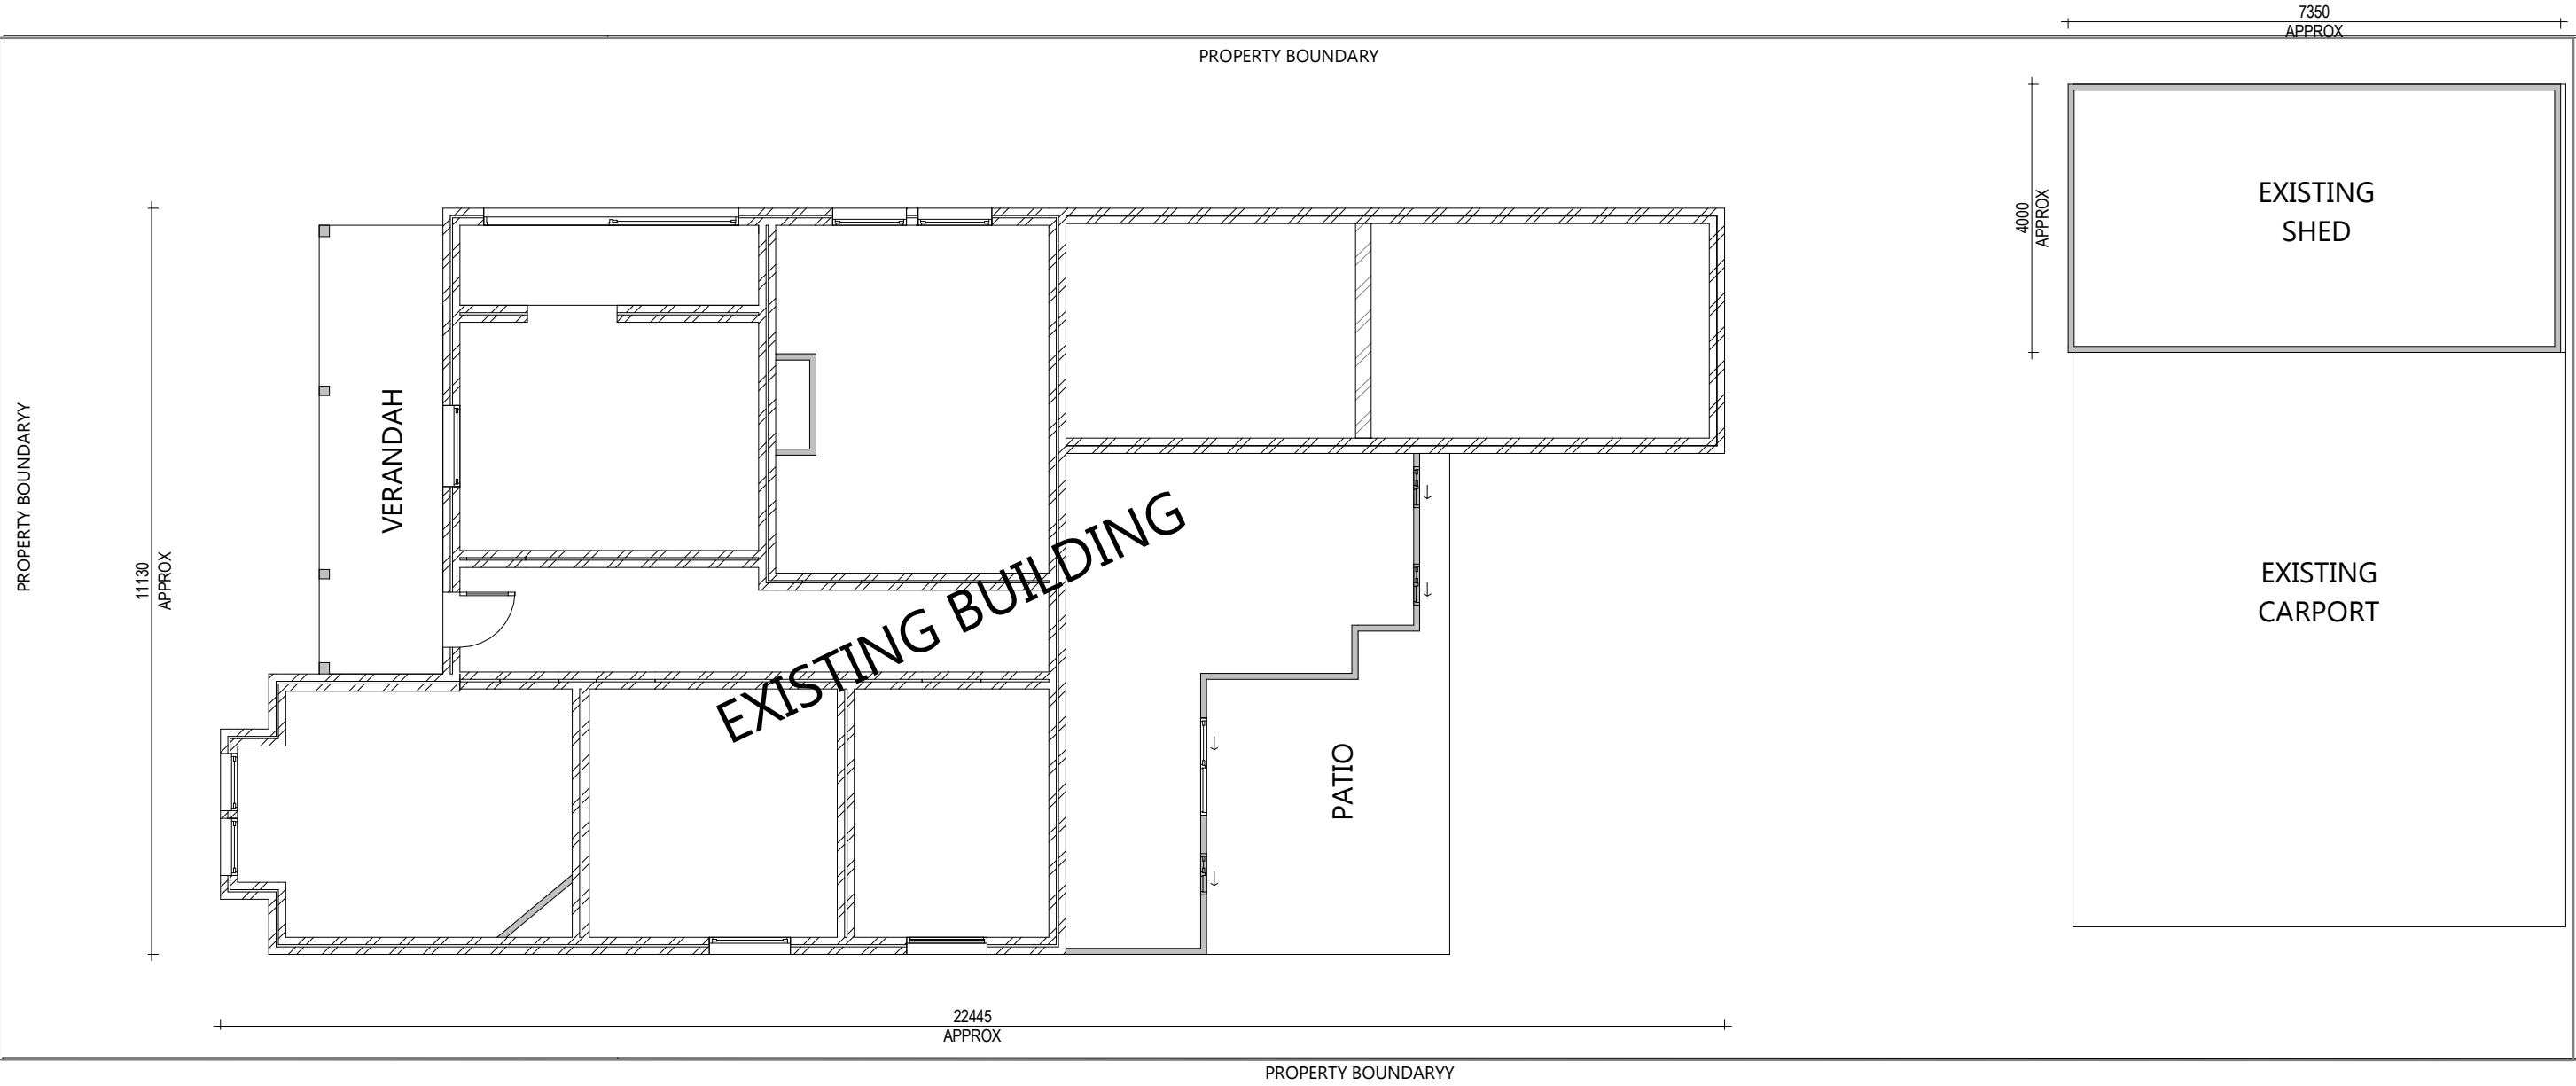 7350
APPROX
PROPERTY BOUNDARY
EXISTING
SHED
4000
APPROX
VERANDAH
PROPERTY BOUNDARYY
11130
APPROX
EXISTING BUILDING
EXISTING
CARPORT
PATIO
22445
APPROX
PROPERTY BOUNDARYY